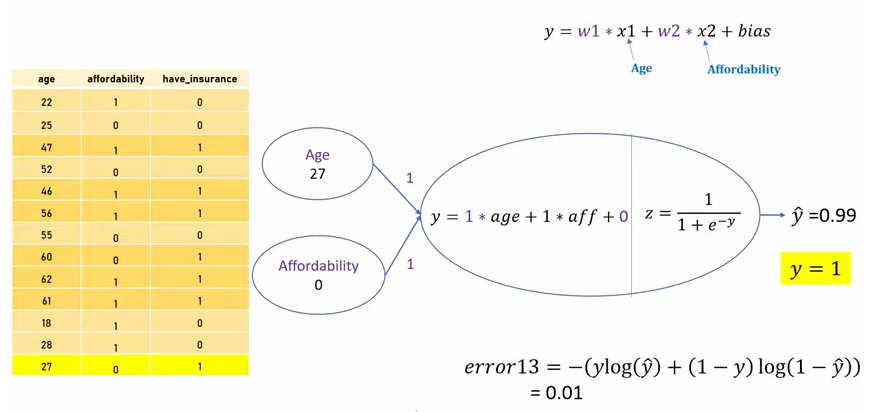 y = w1 * x1 + w2 * x2 + bias
Age Affordability
age affordability have_insurance
22 1 0
25 0 0
47 1 1
52 0 0
46 1 1
56 1 1
55 0 0
60 0 1
62 1 1
61 1 1
18 1 0
28 1 0
27 0 1
Age
27
1
Affordability
0
1
y = 1 * age + 1 * aff + 0
z = 1 / 1 + e^−y
ŷ =0.99
y = 1
error13 = −(ylog(ŷ) + (1 − y) log(1 − ŷ))
= 0.01